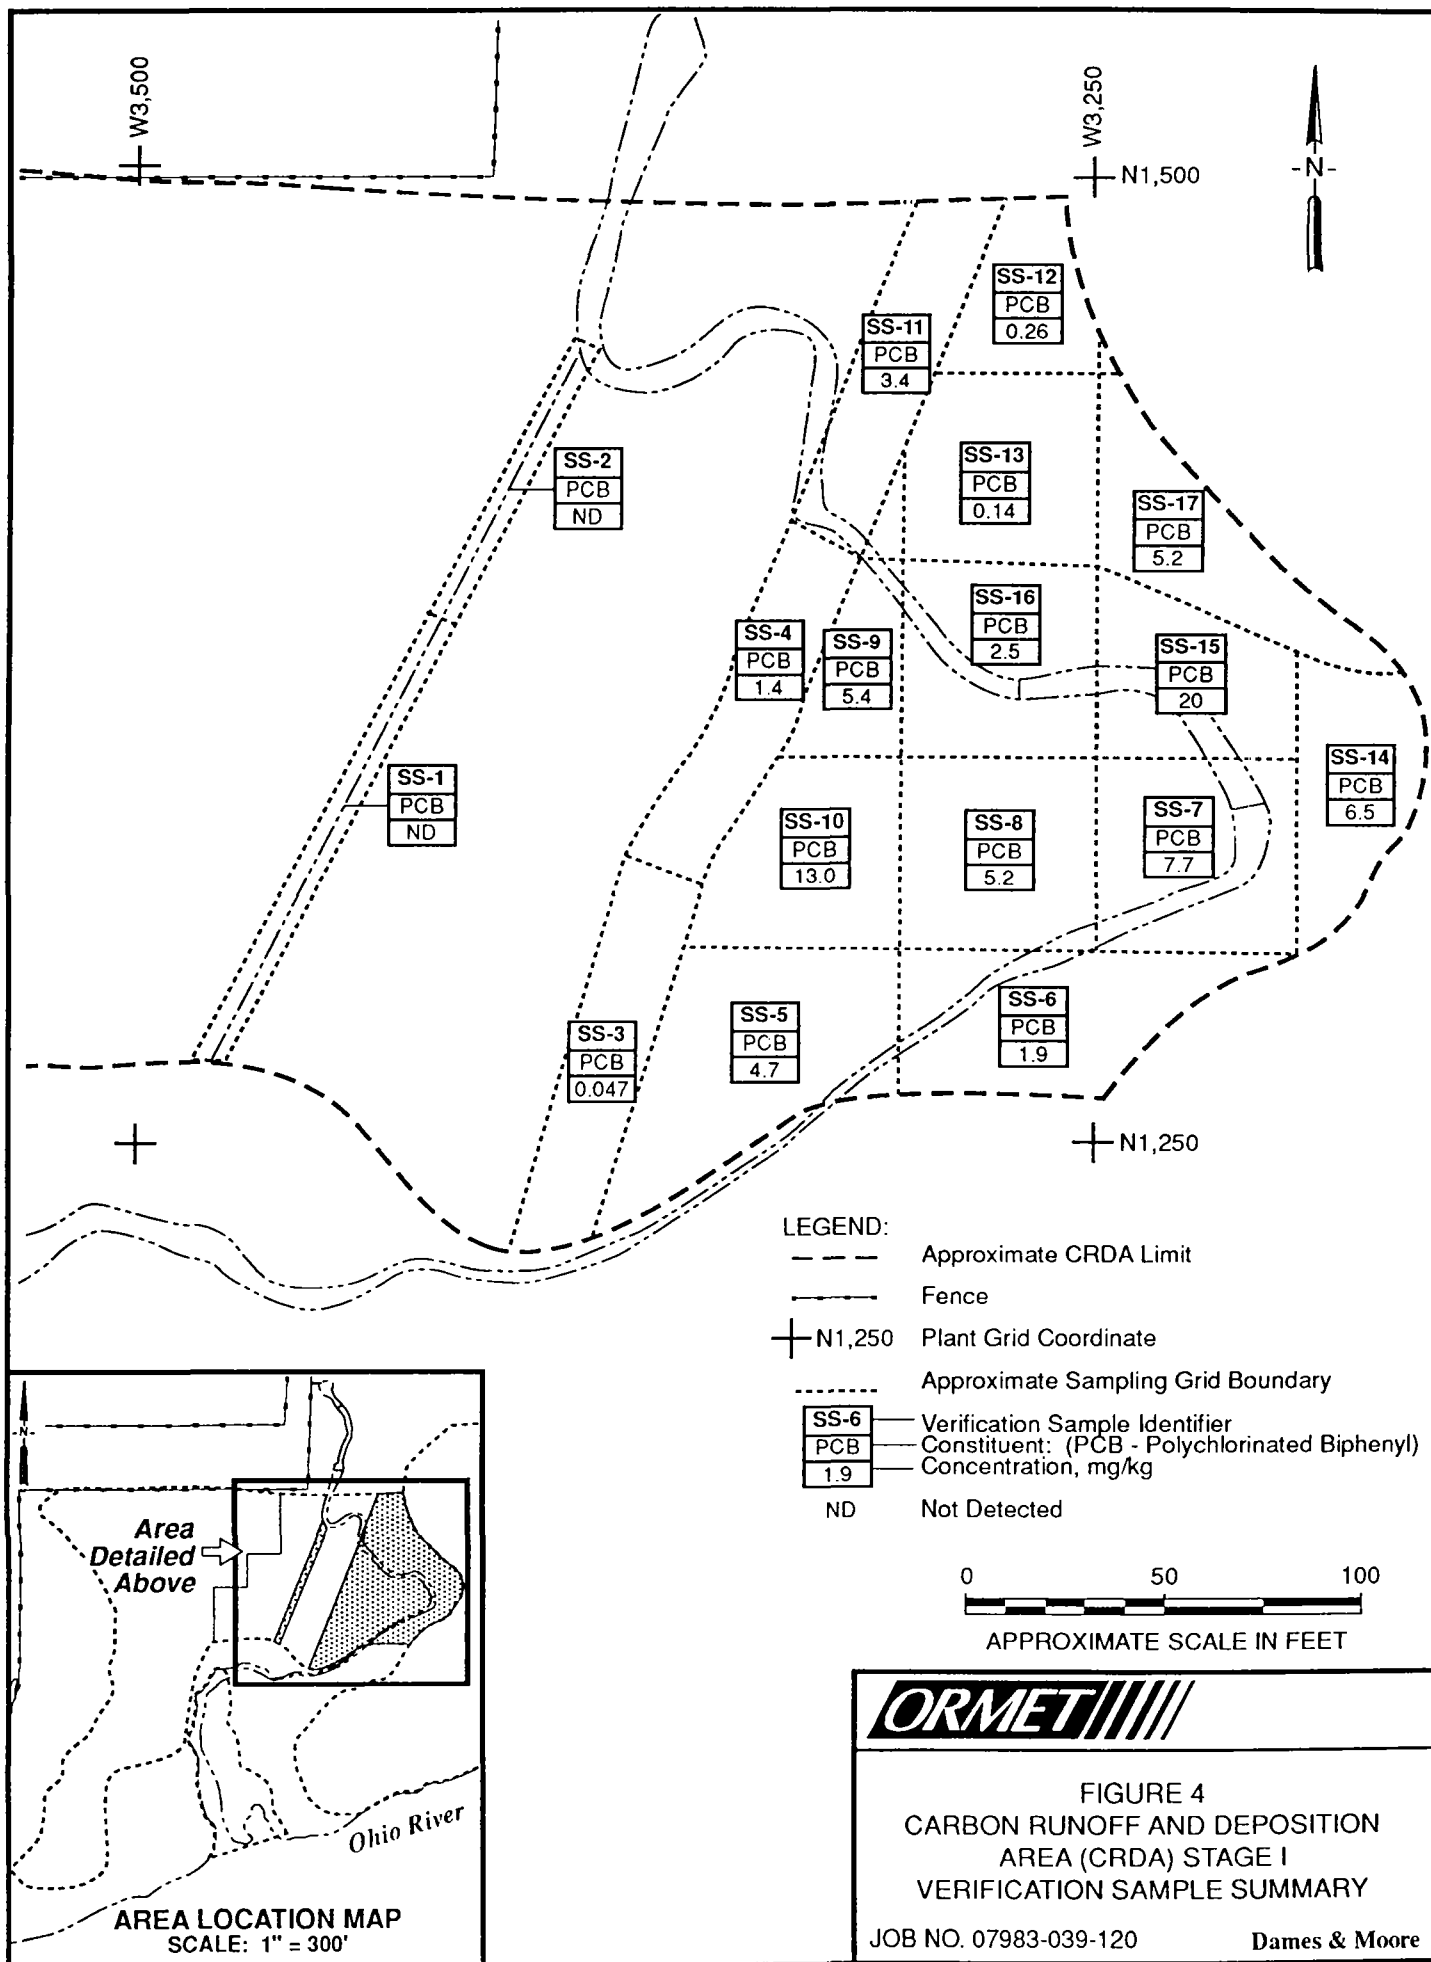 W3,500
W3,250
N1,500
-N-
SS-12
PCB
0.26
SS-11
PCB
3.4
SS-2
PCB
ND
SS-13
PCB
0.14
SS-17
PCB
5.2
SS-16
PCB
2.5
SS-4
PCB
1.4
SS-9
PCB
5.4
SS-15
PCB
20
SS-1
PCB
ND
SS-14
PCB
6.5
SS-10
PCB
13.0
SS-8
PCB
5.2
SS-7
PCB
7.7
SS-3
PCB
0.047
SS-5
PCB
4.7
SS-6
PCB
1.9
N1,250
LEGEND:
Approximate CRDA Limit
Fence
N1,250 Plant Grid Coordinate
Approximate Sampling Grid Boundary
SS-6 Verification Sample Identifier
PCB Constituent: (PCB - Polychlorinated Biphenyl)
1.9 Concentration, mg/kg
ND Not Detected
0 50 100
APPROXIMATE SCALE IN FEET
-N-
Area
Detailed
Above
Ohio River
AREA LOCATION MAP
SCALE: 1" = 300'
ORMET
FIGURE 4
CARBON RUNOFF AND DEPOSITION
AREA (CRDA) STAGE I
VERIFICATION SAMPLE SUMMARY
JOB NO. 07983-039-120 Dames & Moore